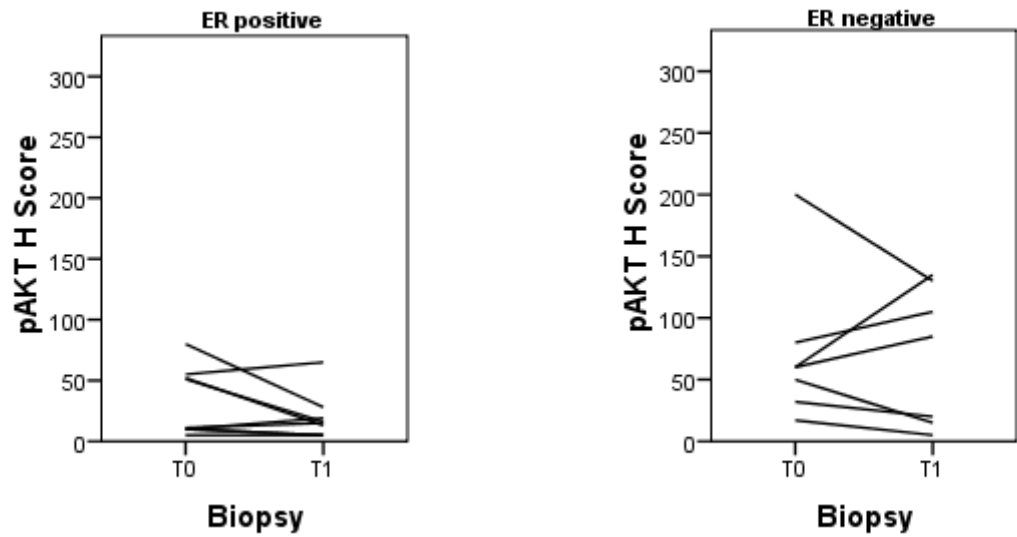 ER positive
pAKT H Score
300
250
200
150
100
50
0
T0 T1
Biopsy
ER negative
pAKT H Score
300
250
200
150
100
50
0
T0 T1
Biopsy